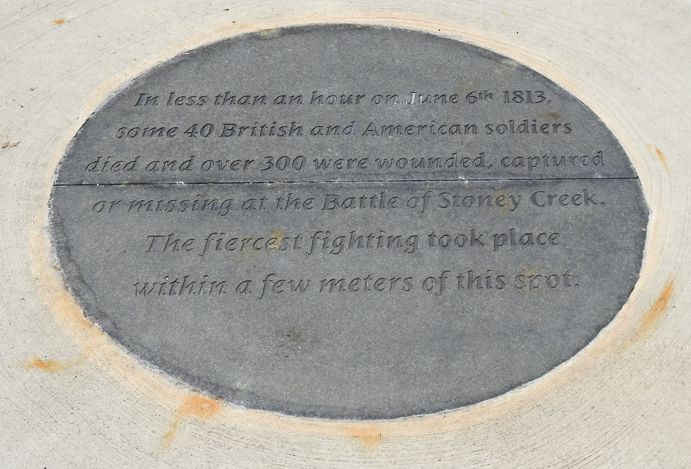 In less than an hour on June 6th 1813,
some 40 British and American soldiers
died and over 300 were wounded, captured
or missing at the Battle of Stoney Creek.
The fiercest fighting took place
within a few meters of this spot.